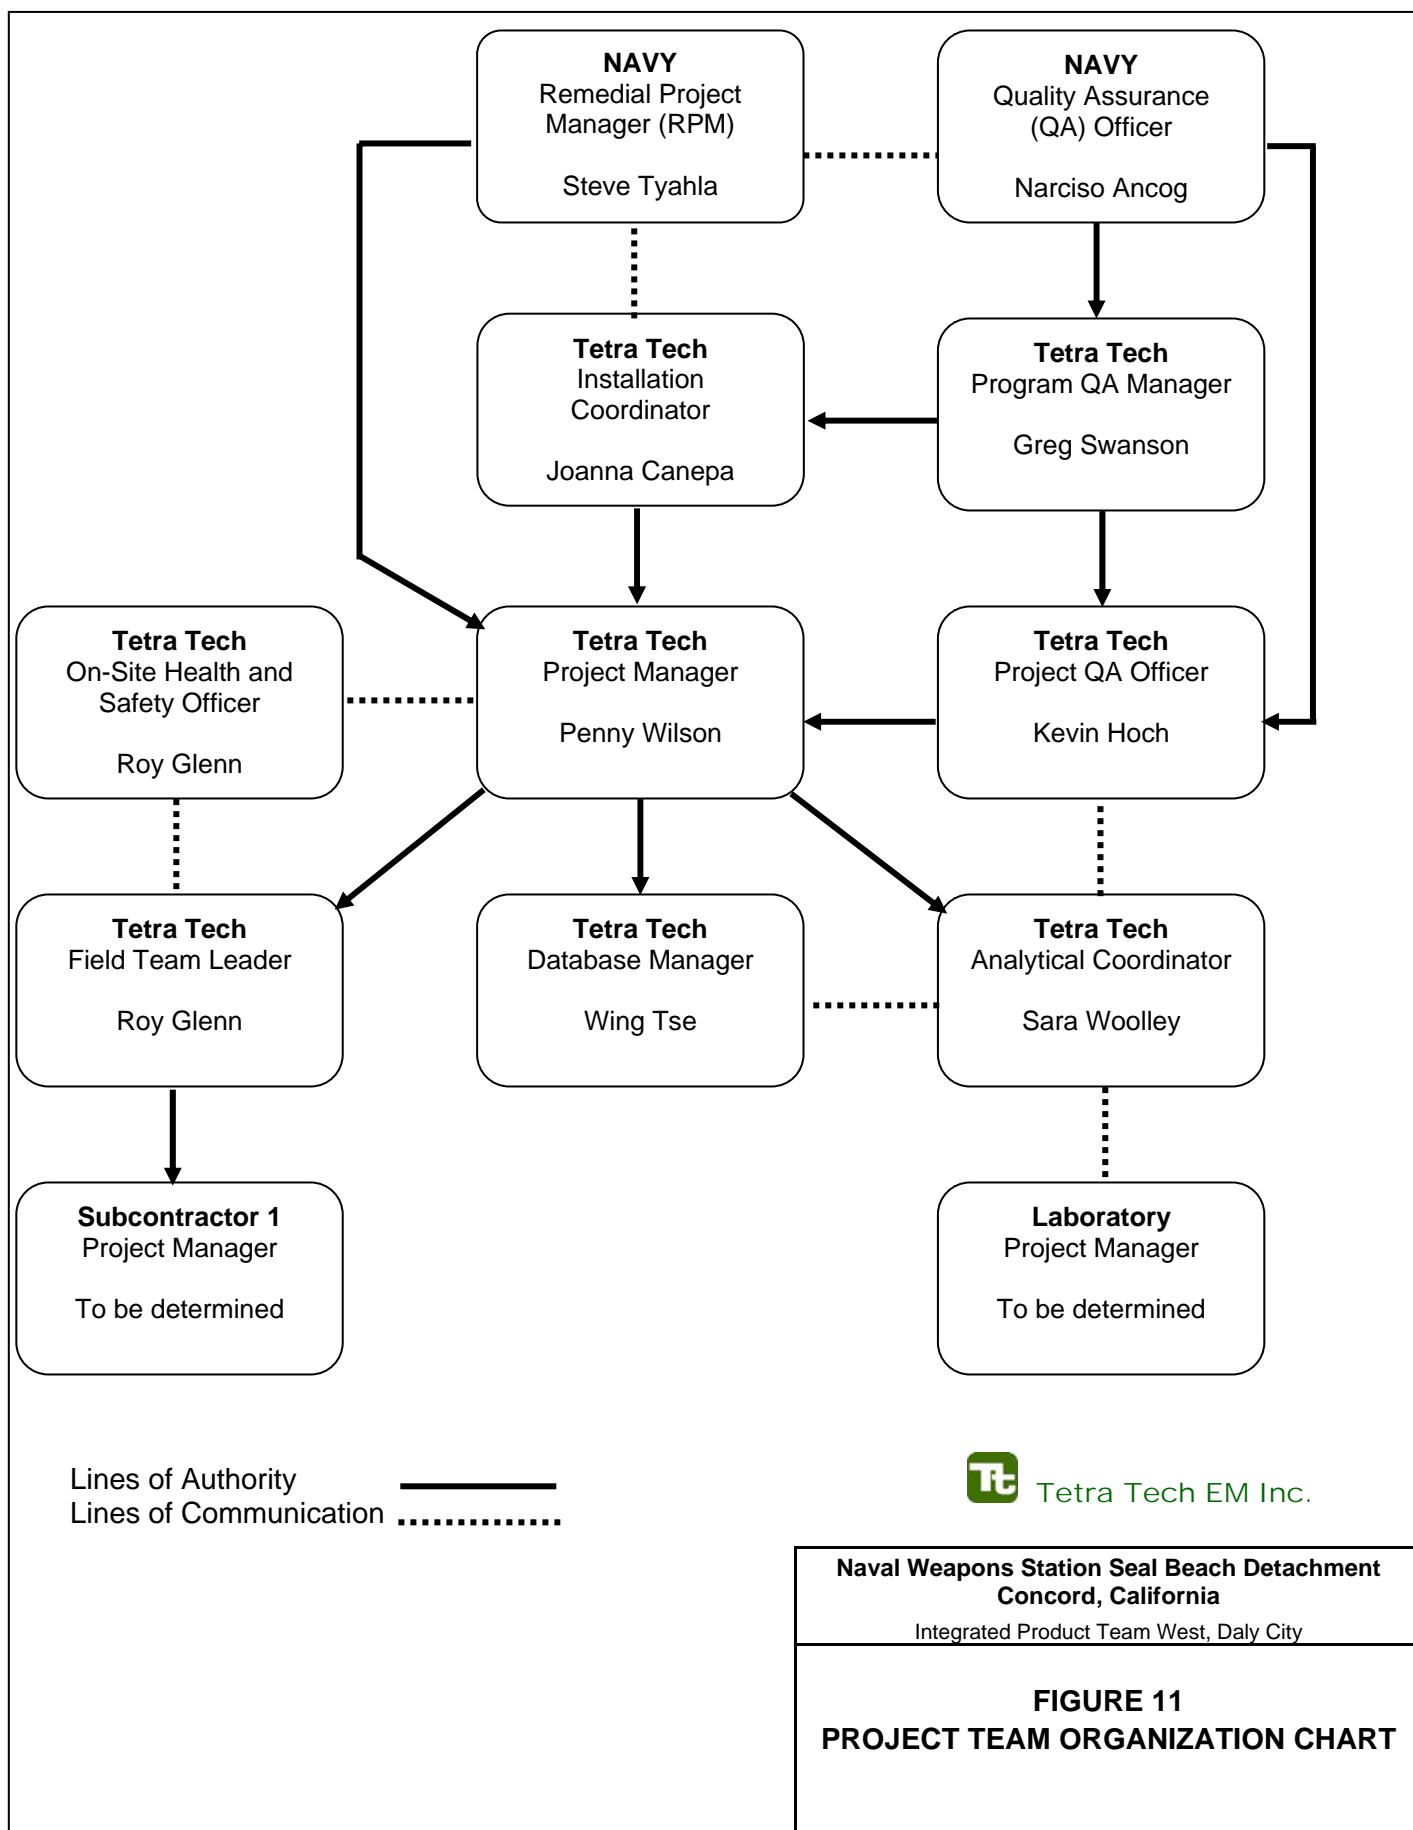 NAVY
Remedial Project
Manager (RPM)
Steve Tyahla
NAVY
Quality Assurance
(QA) Officer
Narciso Ancog
Tetra Tech
Installation
Coordinator
Joanna Canepa
Tetra Tech
Program QA Manager
Greg Swanson
Tetra Tech
On-Site Health and
Safety Officer
Roy Glenn
Tetra Tech
Project Manager
Penny Wilson
Tetra Tech
Project QA Officer
Kevin Hoch
Tetra Tech
Field Team Leader
Roy Glenn
Tetra Tech
Database Manager
Wing Tse
Tetra Tech
Analytical Coordinator
Sara Woolley
Subcontractor 1
Project Manager
To be determined
Laboratory
Project Manager
To be determined
Lines of Authority
Lines of Communication
Tt Tetra Tech EM Inc.
Naval Weapons Station Seal Beach Detachment
Concord, California
Integrated Product Team West, Daly City
FIGURE 11
PROJECT TEAM ORGANIZATION CHART